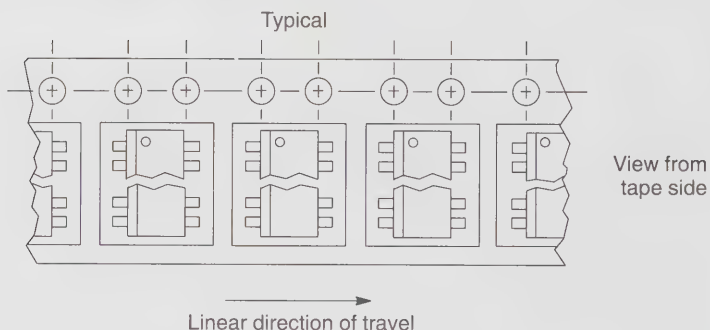 Typical
View from
tape side
Linear direction of travel